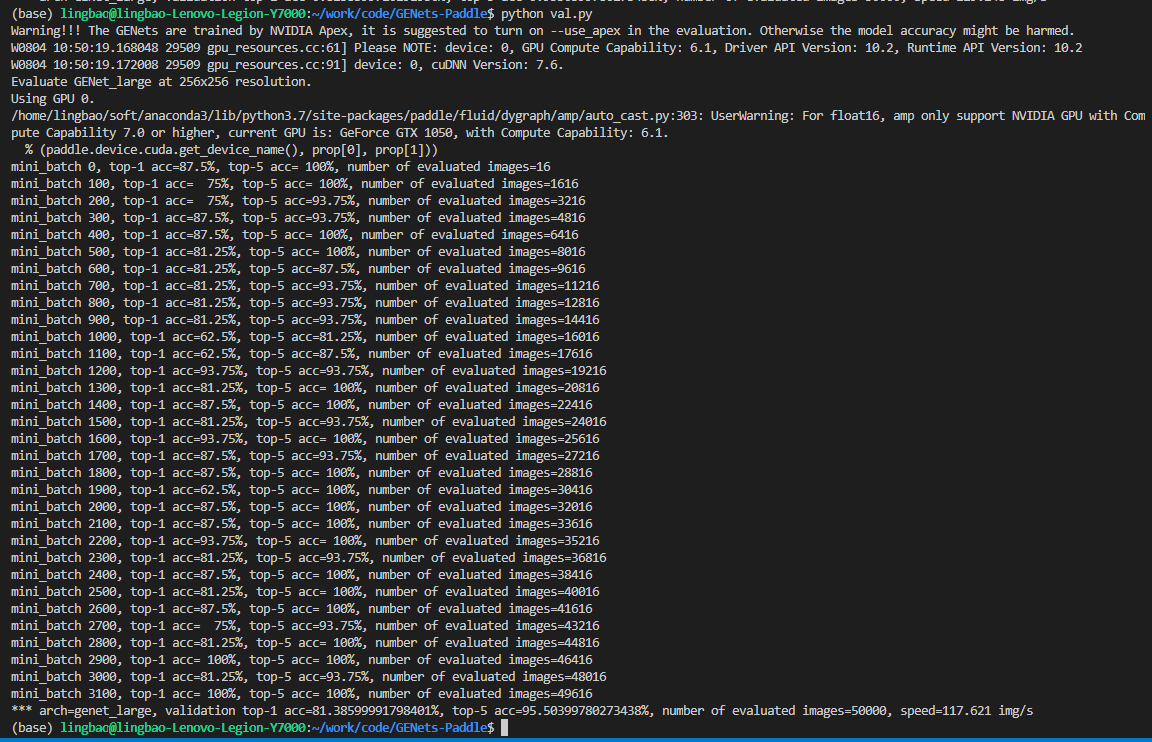 (base) lingbao@lingbao-Lenovo-Legion-Y7000:~/work/code/GENets-Paddle$ python val.py
Warning!!! The GENets are trained by NVIDIA Apex, it is suggested to turn on --use_apex in the evaluation. Otherwise the model accuracy might be harmed.
W0804 10:50:19.168048 29509 gpu_resources.cc:61] Please NOTE: device: 0, GPU Compute Capability: 6.1, Driver API Version: 10.2, Runtime API Version: 10.2
W0804 10:50:19.172008 29509 gpu_resources.cc:91] device: 0, cuDNN Version: 7.6.
Evaluate GENet_large at 256x256 resolution.
Using GPU 0.
/home/lingbao/soft/anaconda3/lib/python3.7/site-packages/paddle/fluid/dygraph/amp/auto_cast.py:303: UserWarning: For float16, amp only support NVIDIA GPU with Com
pute Capability 7.0 or higher, current GPU is: GeForce GTX 1050, with Compute Capability: 6.1.
  % (paddle.device.cuda.get_device_name(), prop[0], prop[1]))
mini_batch 0, top-1 acc=87.5%, top-5 acc= 100%, number of evaluated images=16
mini_batch 100, top-1 acc=  75%, top-5 acc= 100%, number of evaluated images=1616
mini_batch 200, top-1 acc=  75%, top-5 acc=93.75%, number of evaluated images=3216
mini_batch 300, top-1 acc=87.5%, top-5 acc=93.75%, number of evaluated images=4816
mini_batch 400, top-1 acc=87.5%, top-5 acc= 100%, number of evaluated images=6416
mini_batch 500, top-1 acc=81.25%, top-5 acc= 100%, number of evaluated images=8016
mini_batch 600, top-1 acc=81.25%, top-5 acc=87.5%, number of evaluated images=9616
mini_batch 700, top-1 acc=81.25%, top-5 acc=93.75%, number of evaluated images=11216
mini_batch 800, top-1 acc=81.25%, top-5 acc=93.75%, number of evaluated images=12816
mini_batch 900, top-1 acc=81.25%, top-5 acc=93.75%, number of evaluated images=14416
mini_batch 1000, top-1 acc=62.5%, top-5 acc=81.25%, number of evaluated images=16016
mini_batch 1100, top-1 acc=62.5%, top-5 acc=87.5%, number of evaluated images=17616
mini_batch 1200, top-1 acc=93.75%, top-5 acc=93.75%, number of evaluated images=19216
mini_batch 1300, top-1 acc=81.25%, top-5 acc= 100%, number of evaluated images=20816
mini_batch 1400, top-1 acc=87.5%, top-5 acc= 100%, number of evaluated images=22416
mini_batch 1500, top-1 acc=81.25%, top-5 acc=93.75%, number of evaluated images=24016
mini_batch 1600, top-1 acc=93.75%, top-5 acc= 100%, number of evaluated images=25616
mini_batch 1700, top-1 acc=87.5%, top-5 acc=93.75%, number of evaluated images=27216
mini_batch 1800, top-1 acc=87.5%, top-5 acc= 100%, number of evaluated images=28816
mini_batch 1900, top-1 acc=62.5%, top-5 acc= 100%, number of evaluated images=30416
mini_batch 2000, top-1 acc=87.5%, top-5 acc= 100%, number of evaluated images=32016
mini_batch 2100, top-1 acc=87.5%, top-5 acc= 100%, number of evaluated images=33616
mini_batch 2200, top-1 acc=93.75%, top-5 acc= 100%, number of evaluated images=35216
mini_batch 2300, top-1 acc=81.25%, top-5 acc=93.75%, number of evaluated images=36816
mini_batch 2400, top-1 acc=87.5%, top-5 acc= 100%, number of evaluated images=38416
mini_batch 2500, top-1 acc=81.25%, top-5 acc= 100%, number of evaluated images=40016
mini_batch 2600, top-1 acc=87.5%, top-5 acc= 100%, number of evaluated images=41616
mini_batch 2700, top-1 acc=  75%, top-5 acc=93.75%, number of evaluated images=43216
mini_batch 2800, top-1 acc=81.25%, top-5 acc= 100%, number of evaluated images=44816
mini_batch 2900, top-1 acc= 100%, top-5 acc= 100%, number of evaluated images=46416
mini_batch 3000, top-1 acc=81.25%, top-5 acc=93.75%, number of evaluated images=48016
mini_batch 3100, top-1 acc= 100%, top-5 acc= 100%, number of evaluated images=49616
*** arch=genet_large, validation top-1 acc=81.38599991798401%, top-5 acc=95.50399780273438%, number of evaluated images=50000, speed=117.621 img/s
(base) lingbao@lingbao-Lenovo-Legion-Y7000:~/work/code/GENets-Paddle$